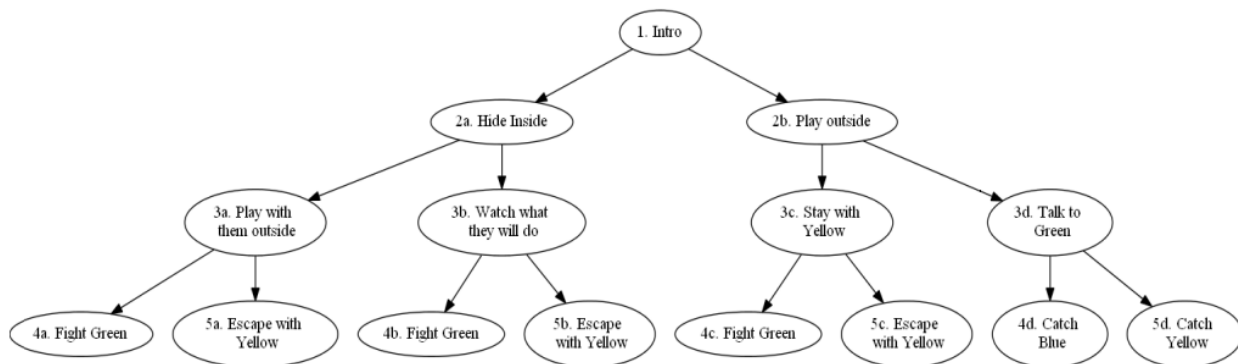 1. Intro
2a. Hide Inside
2b. Play outside
3a. Play with
them outside
3b. Watch what
they will do
3c. Stay with
Yellow
3d. Talk to
Green
4a. Fight Green
5a. Escape with
Yellow
4b. Fight Green
5b. Escape
with Yellow
4c. Fight Green
5c. Escape
with Yellow
4d. Catch
Blue
5d. Catch
Yellow